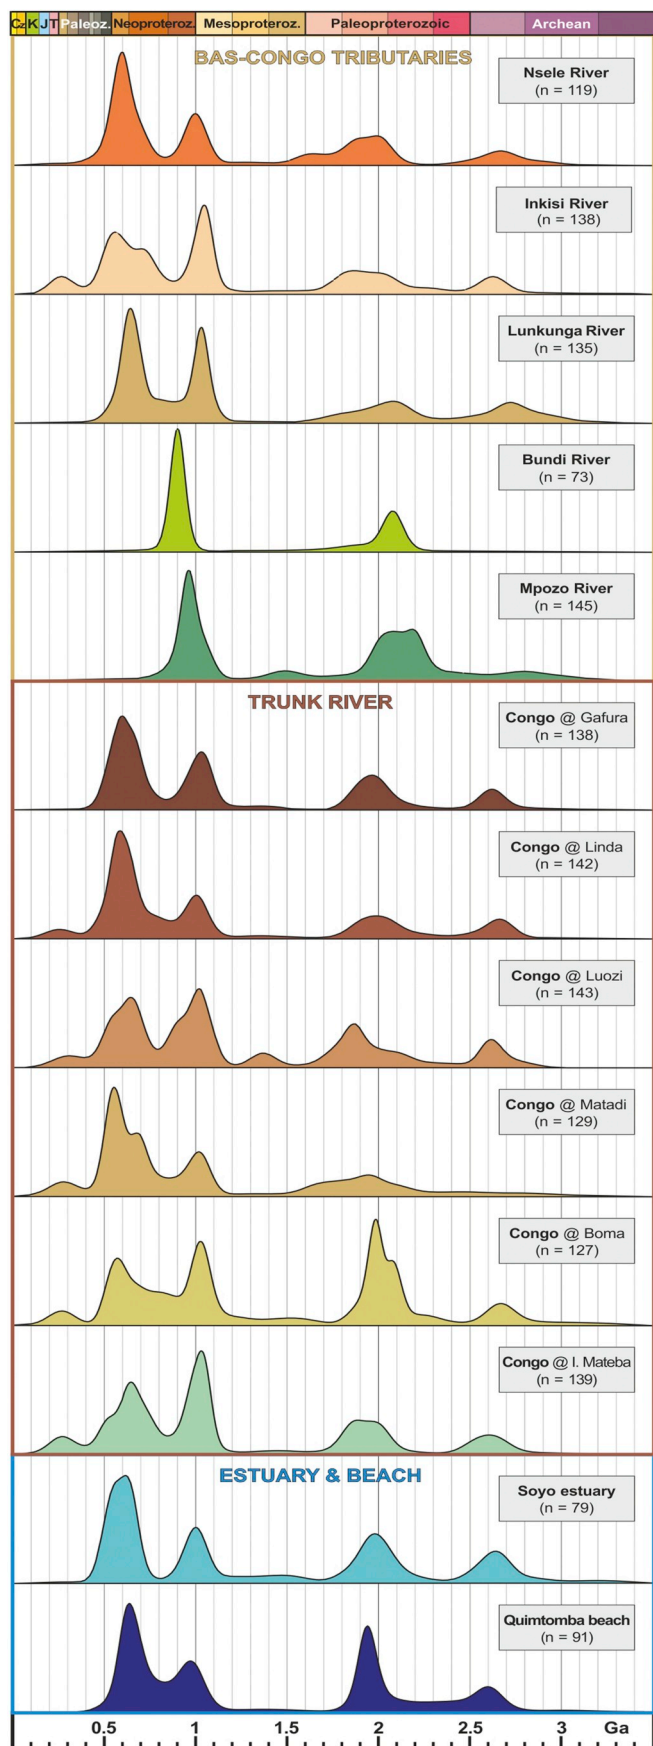 Cz K J T Paleoz. Neoproteroz. Mesoproteroz. Paleoproterozoic Archean
BAS-CONGO TRIBUTARIES
Nsele River
(n = 119)
Inkisi River
(n = 138)
Lunkunga River
(n = 135)
Bundi River
(n = 73)
Mpozo River
(n = 145)
TRUNK RIVER
Congo @ Gafura
(n = 138)
Congo @ Linda
(n = 142)
Congo @ Luozi
(n = 143)
Congo @ Matadi
(n = 129)
Congo @ Boma
(n = 127)
Congo @ I. Mateba
(n = 139)
ESTUARY & BEACH
Soyo estuary
(n = 79)
Quimtomba beach
(n = 91)
0.5 1 1.5 2 2.5 3 Ga